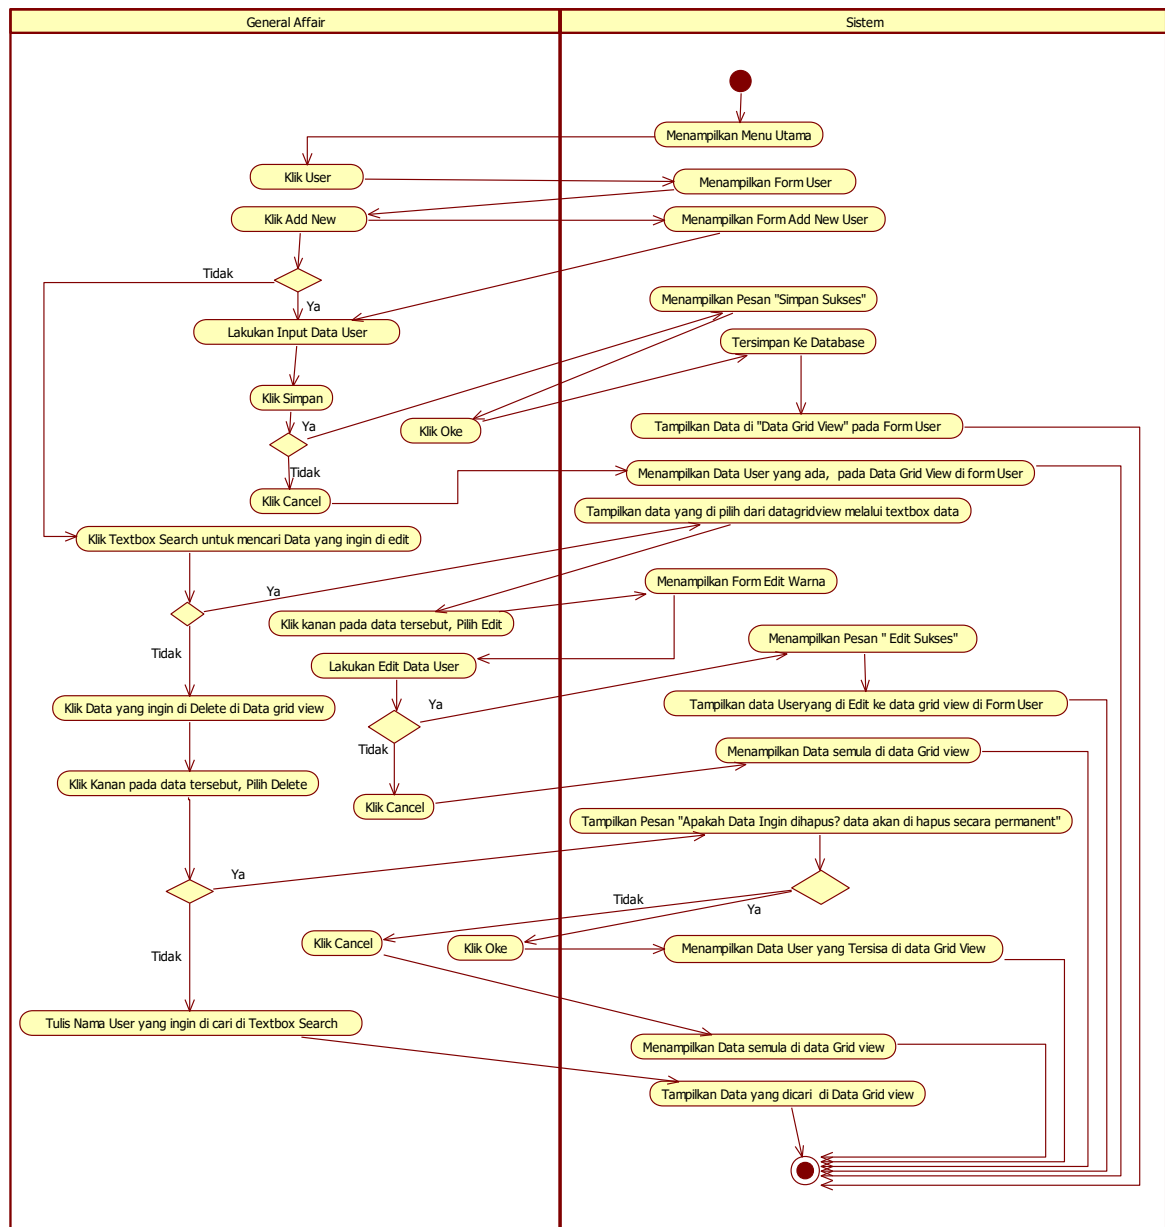 General Affair
Sistem
Menampilkan Menu Utama
Klik User
Menampilkan Form User
Klik Add New
Menampilkan Form Add New User
Tidak
Ya
Menampilkan Pesan "Simpan Sukses"
Lakukan Input Data User
Tersimpan Ke Database
Klik Simpan
Ya
Klik Oke
Tampilkan Data di "Data Grid View" pada Form User
Tidak
Menampilkan Data User yang ada, pada Data Grid View di form User
Klik Cancel
Tampilkan data yang di pilih dari datagridview melalui textbox data
Klik Textbox Search untuk mencari Data yang ingin di edit
Menampilkan Form Edit Warna
Ya
Klik kanan pada data tersebut, Pilih Edit
Menampilkan Pesan " Edit Sukses"
Tidak
Lakukan Edit Data User
Tampilkan data Useryang di Edit ke data grid view di Form User
Ya
Klik Data yang ingin di Delete di Data grid view
Tidak
Menampilkan Data semula di data Grid view
Klik Kanan pada data tersebut, Pilih Delete
Klik Cancel
Tampilkan Pesan "Apakah Data Ingin dihapus? data akan di hapus secara permanent"
Ya
Tidak
Ya
Klik Cancel
Klik Oke
Menampilkan Data User yang Tersisa di data Grid View
Tidak
Tulis Nama User yang ingin di cari di Textbox Search
Menampilkan Data semula di data Grid view
Tampilkan Data yang dicari di Data Grid view